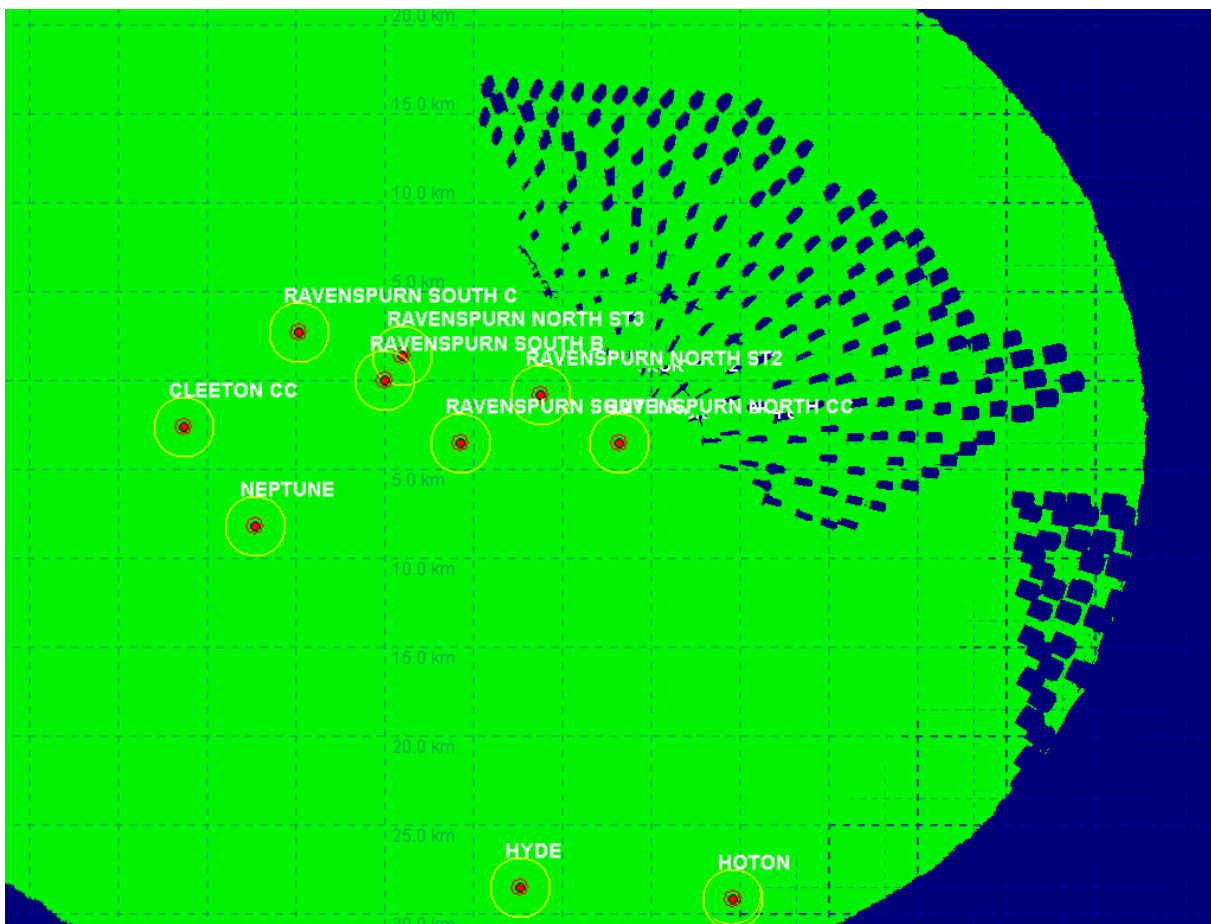 20.0 km
15.0 km
10.0 km
5.0 km
RAVENSPURN SOUTH C
RAVENSPURN NORTH ST3
RAVENSPURN SOUTH B
RAVENSPURN NORTH ST2
CLEETON CC
RAVENSPURN NORTH CC
5.0 km
NEPTUNE
10.0 km
15.0 km
20.0 km
25.0 km
HYDE
HOTON